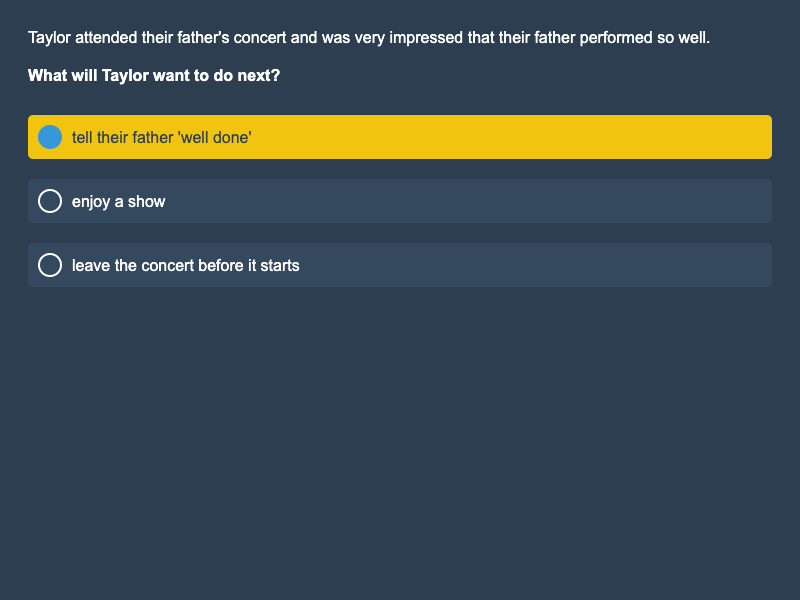 Taylor attended their father's concert and was very impressed that their father performed so well.
What will Taylor want to do next?
tell their father 'well done'
enjoy a show
leave the concert before it starts